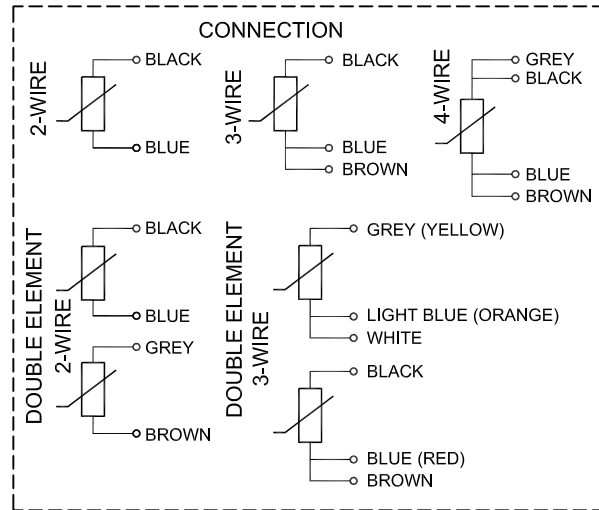 CONNECTION
2-WIRE
BLACK
BLUE
3-WIRE
BLACK
BLUE
BROWN
4-WIRE
GREY
BLACK
BLUE
BROWN
DOUBLE ELEMENT
2-WIRE
BLACK
BLUE
GREY
BROWN
DOUBLE ELEMENT
3-WIRE
GREY (YELLOW)
LIGHT BLUE (ORANGE)
WHITE
BLACK
BLUE (RED)
BROWN